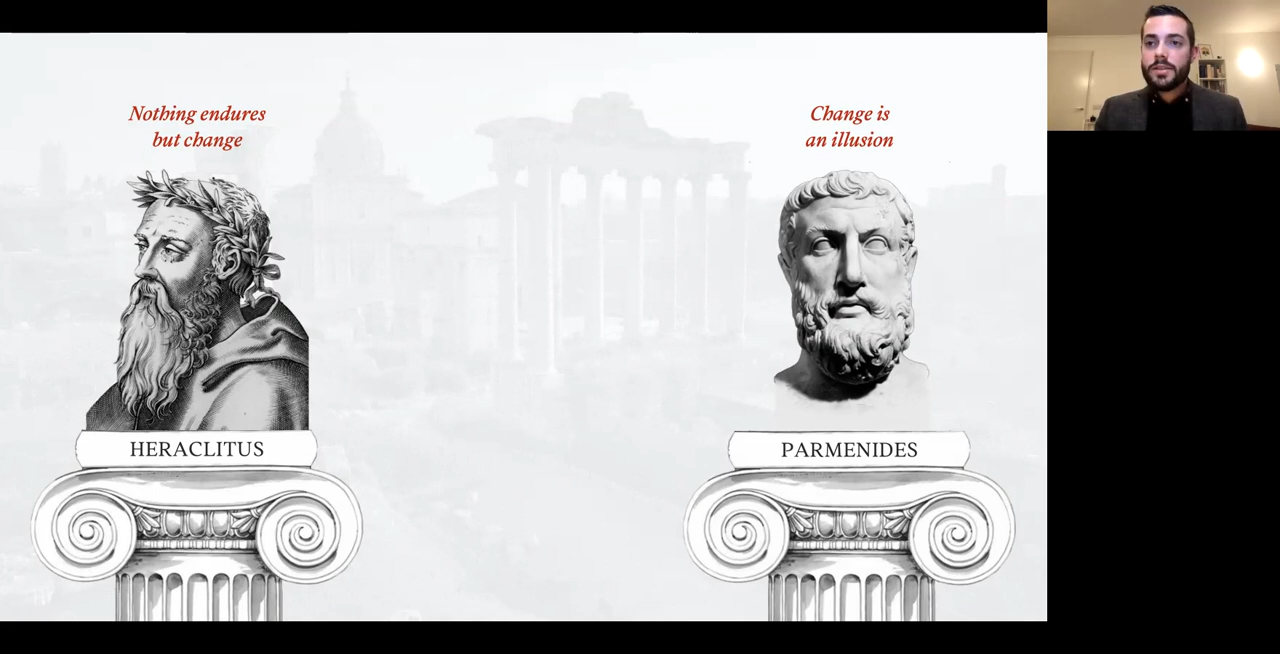 Nothing endures
but change
HERACLITUS
Change is
an illusion
PARMENIDES